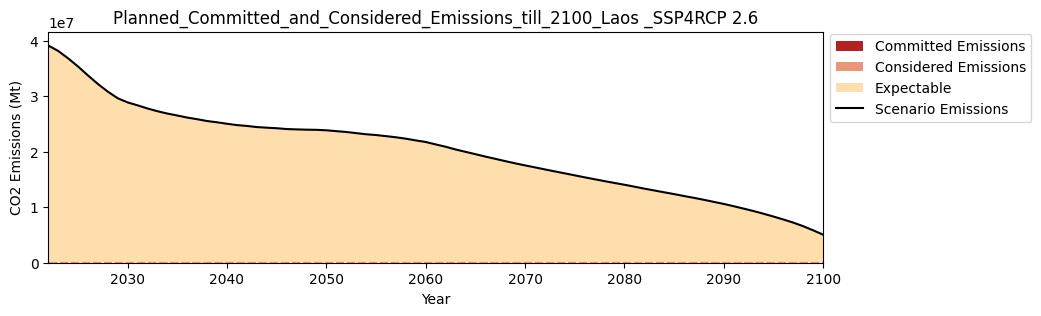 Planned_Committed_and_Considered_Emissions_till_2100_Laos _SSP4RCP 2.6
1e7
4
3
2
1
0
CO2 Emissions (Mt)
2030 2040 2050 2060 2070 2080 2090 2100
Year
Committed Emissions
Considered Emissions
Expectable
Scenario Emissions